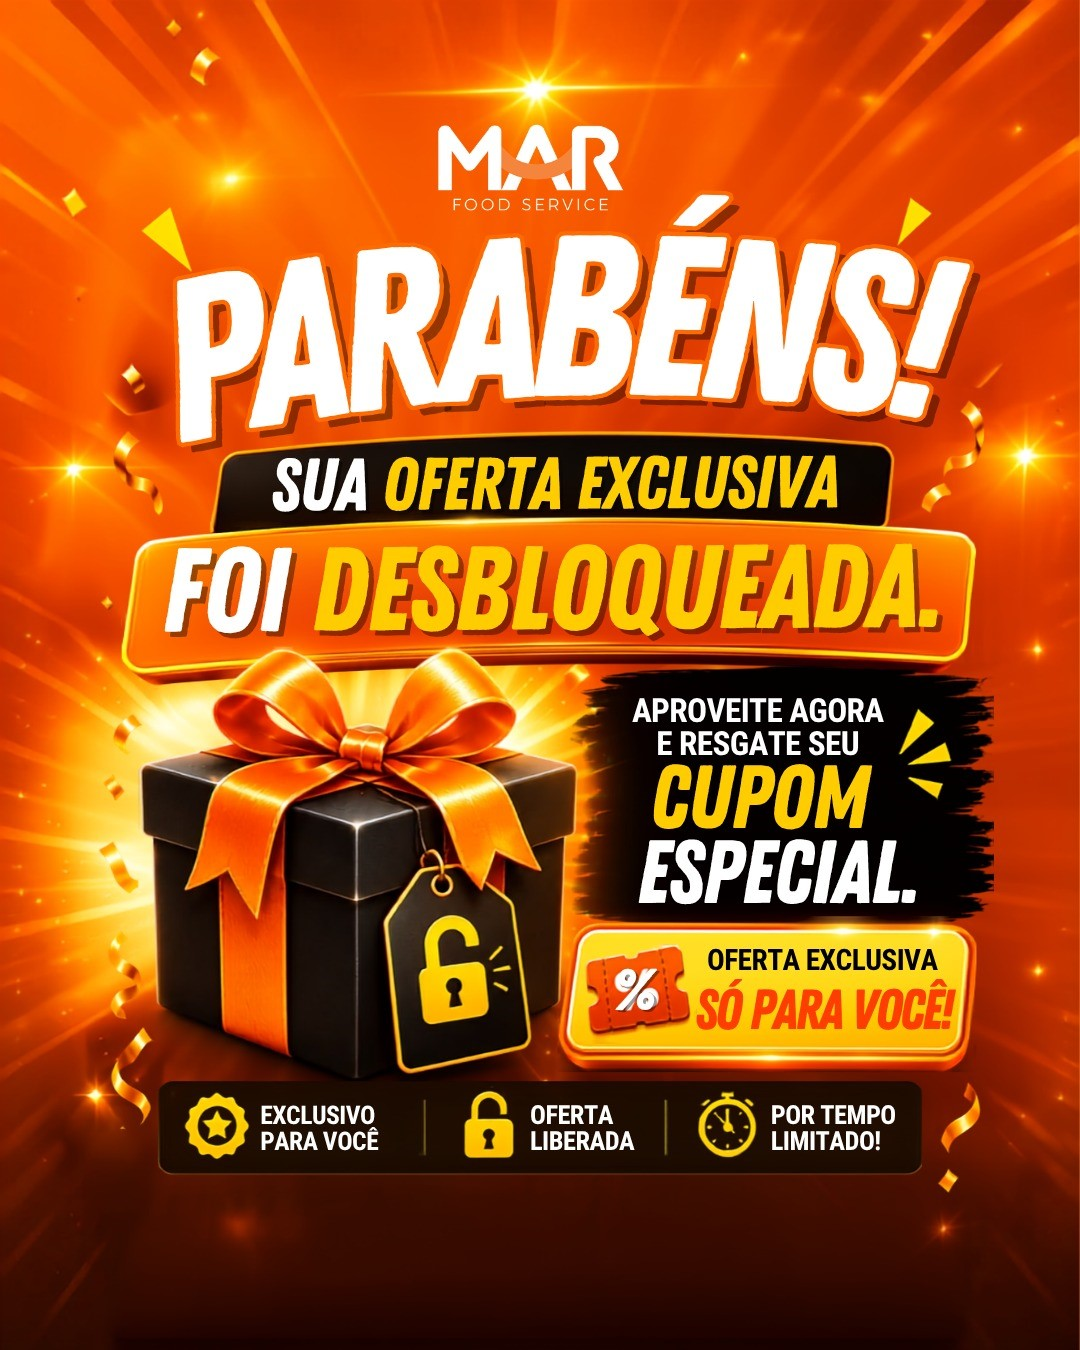 MAR
FOOD SERVICE
PARABÉNS!
SUA OFERTA EXCLUSIVA
FOI DESBLOQUEADA.
APROVEITE AGORA
E RESGATE SEU
CUPOM
ESPECIAL.
%
OFERTA EXCLUSIVA
SÓ PARA VOCÊ!
EXCLUSIVO
PARA VOCÊ
OFERTA
LIBERADA
POR TEMPO
LIMITADO!